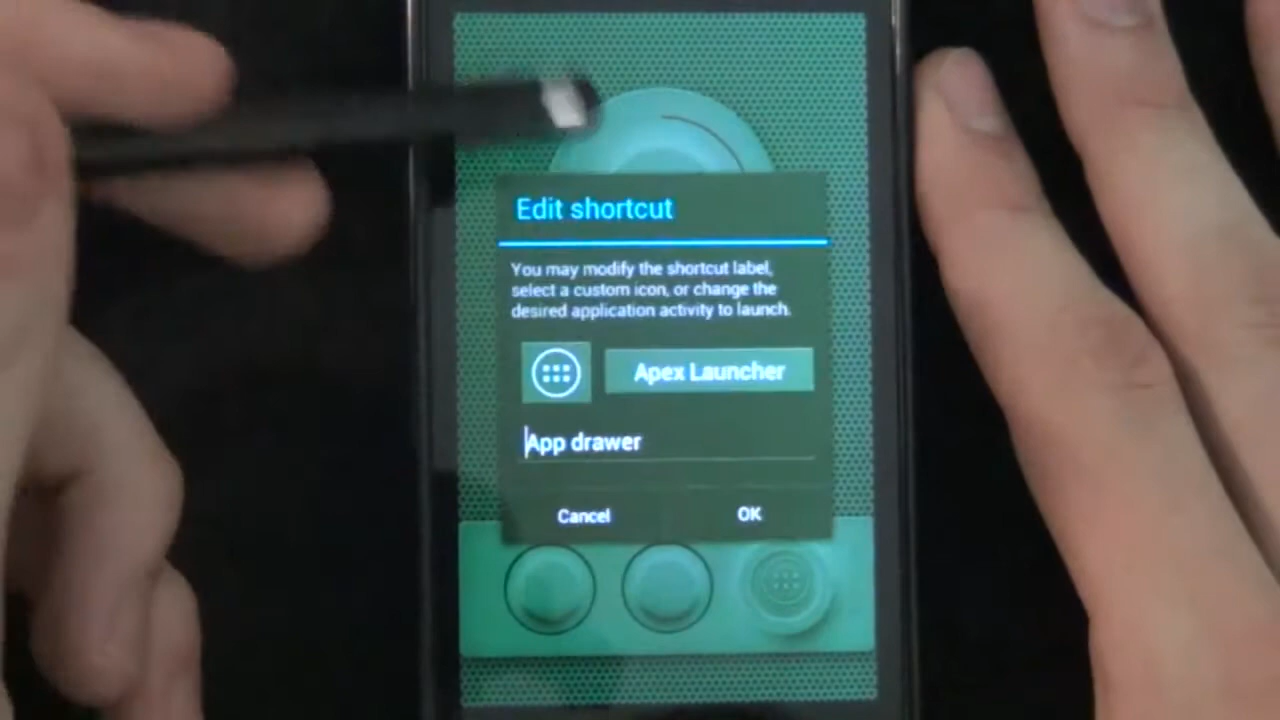 Edit shortcut
You may modify the shortcut label,
select a custom icon, or change the
desired application activity to launch.
Apex Launcher
App drawer
Cancel
OK